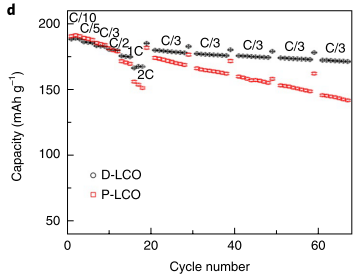 d
200
150
100
50
Capacity (mAh g⁻¹)
C/10
C/5
C/3
C/2
1C
2C
C/3 C/3 C/3 C/3 C/3
D-LCO
P-LCO
0 20 40 60
Cycle number